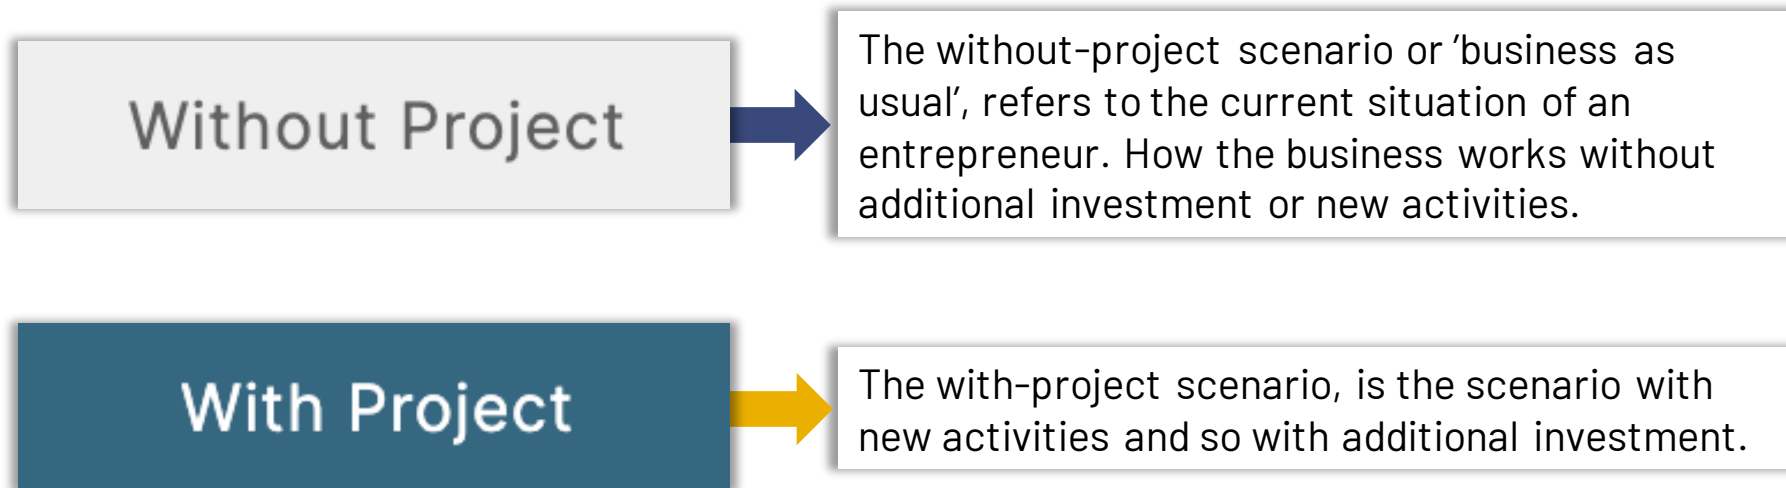 Without Project
The without-project scenario or ’business as
usual’, refers to the current situation of an
entrepreneur. How the business works without
additional investment or new activities.
With Project
The with-project scenario, is the scenario with
new activities and so with additional investment.